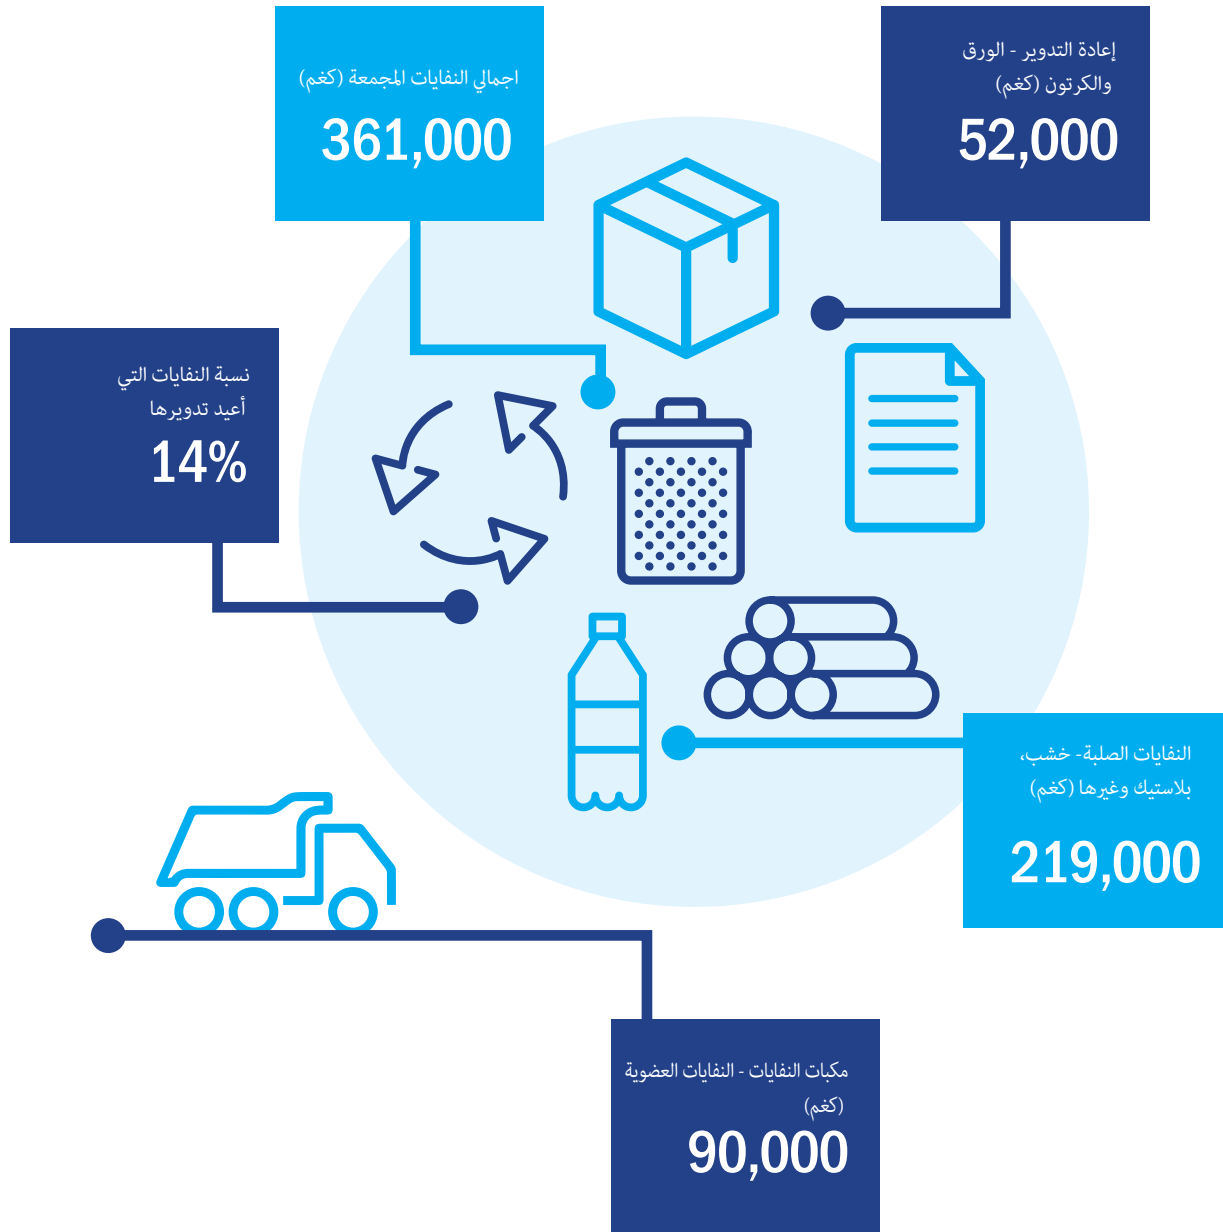 إعادة التدوير - الورق
والكرتون (كغم)
52,000
اجمالي النفايات المجمعة (كغم)
361,000
نسبة النفايات التي
أعيد تدويرها
14%
النفايات الصلبة- خشب،
بلاستيك وغيرها (كغم)
219,000
مكبات النفايات - النفايات العضوية
(كغم)
90,000